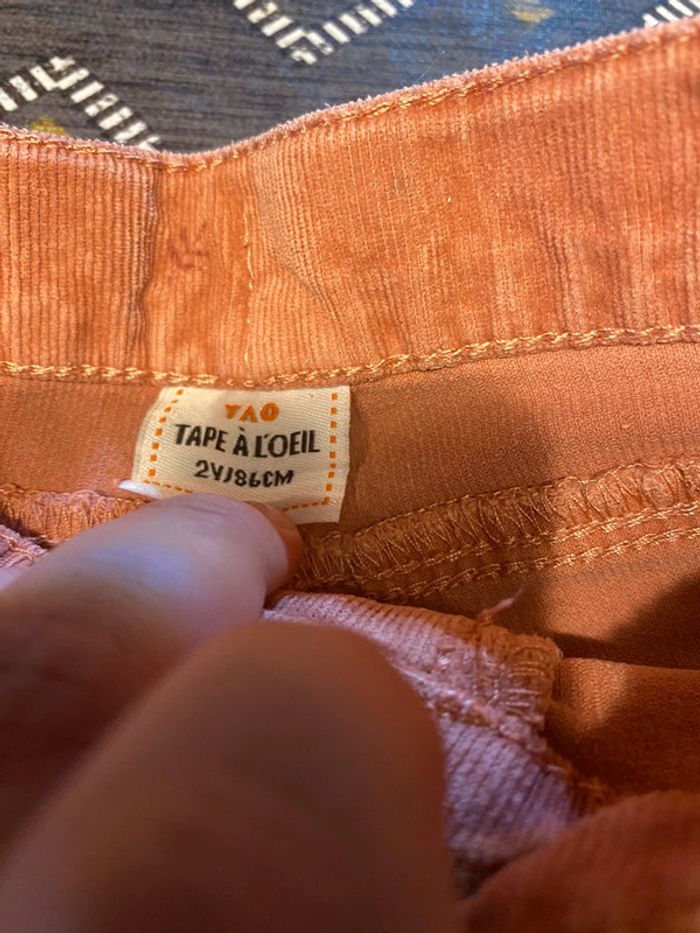 TAO
TAPE À L'OEIL
2Y/86CM